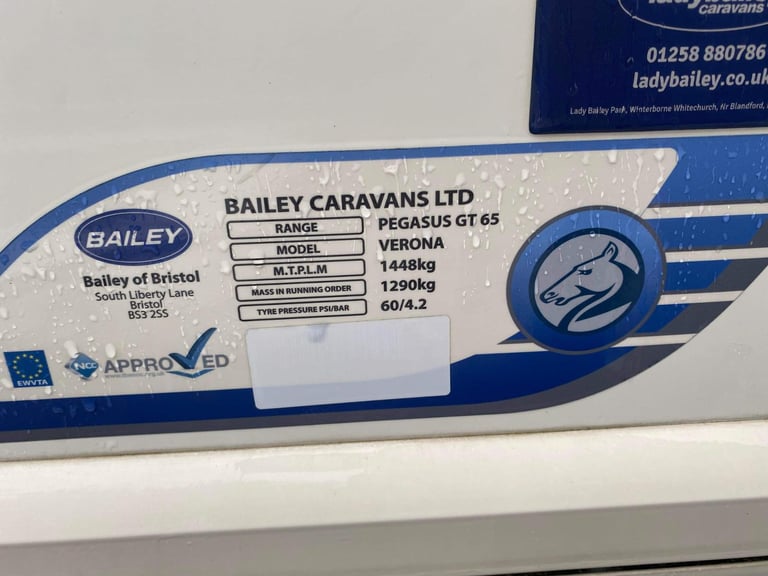 caravans
01258 880786
ladybailey.co.uk
Lady Bailey Park, Winterborne Whitechurch, Nr Blandford,
BAILEY
Bailey of Bristol
South Liberty Lane
Bristol
BS3 2SS
EWVTA
NCC APPROVED
BAILEY CARAVANS LTD
RANGE PEGASUS GT 65
MODEL VERONA
M.T.P.L.M 1448kg
MASS IN RUNNING ORDER 1290kg
TYRE PRESSURE PSI/BAR 60/4.2